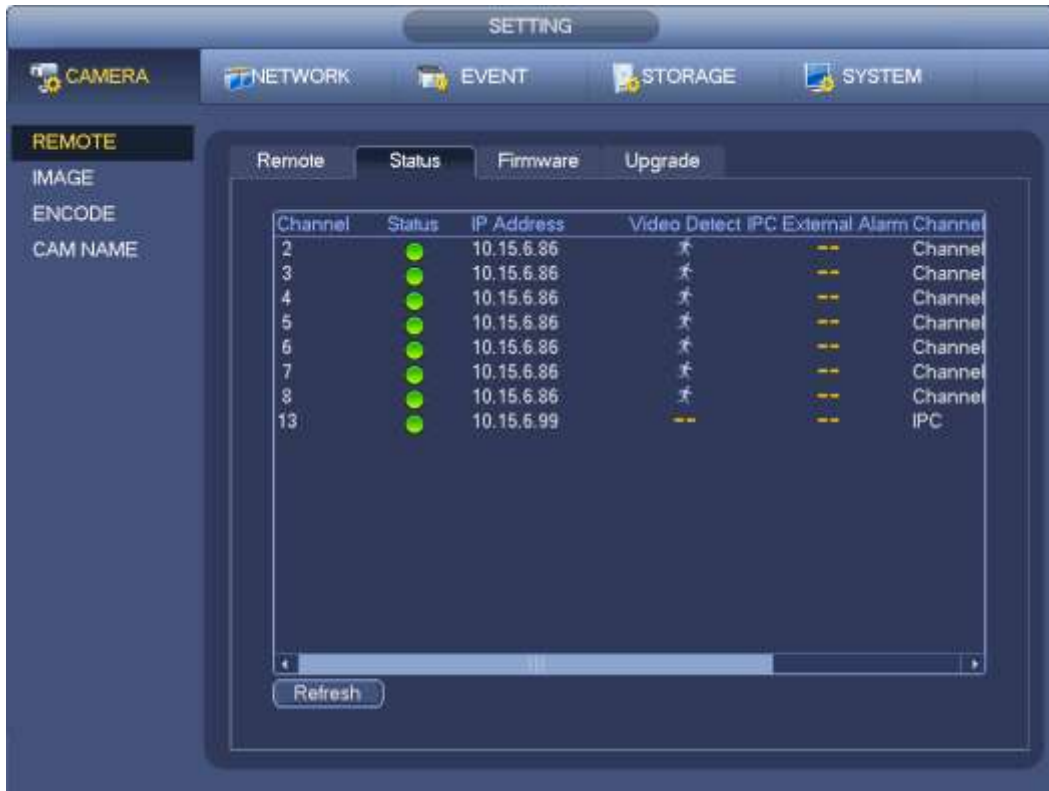 SETTING
CAMERA NETWORK EVENT STORAGE SYSTEM
REMOTE
IMAGE
ENCODE
CAM NAME
Remote Status Firmware Upgrade
Channel Status IP Address Video Detect IPC External Alarm Channel
2 10.15.6.86 -- Channel
3 10.15.6.86 -- Channel
4 10.15.6.86 -- Channel
5 10.15.6.86 -- Channel
6 10.15.6.86 -- Channel
7 10.15.6.86 -- Channel
8 10.15.6.86 -- Channel
13 10.15.6.99 -- -- IPC
Refresh